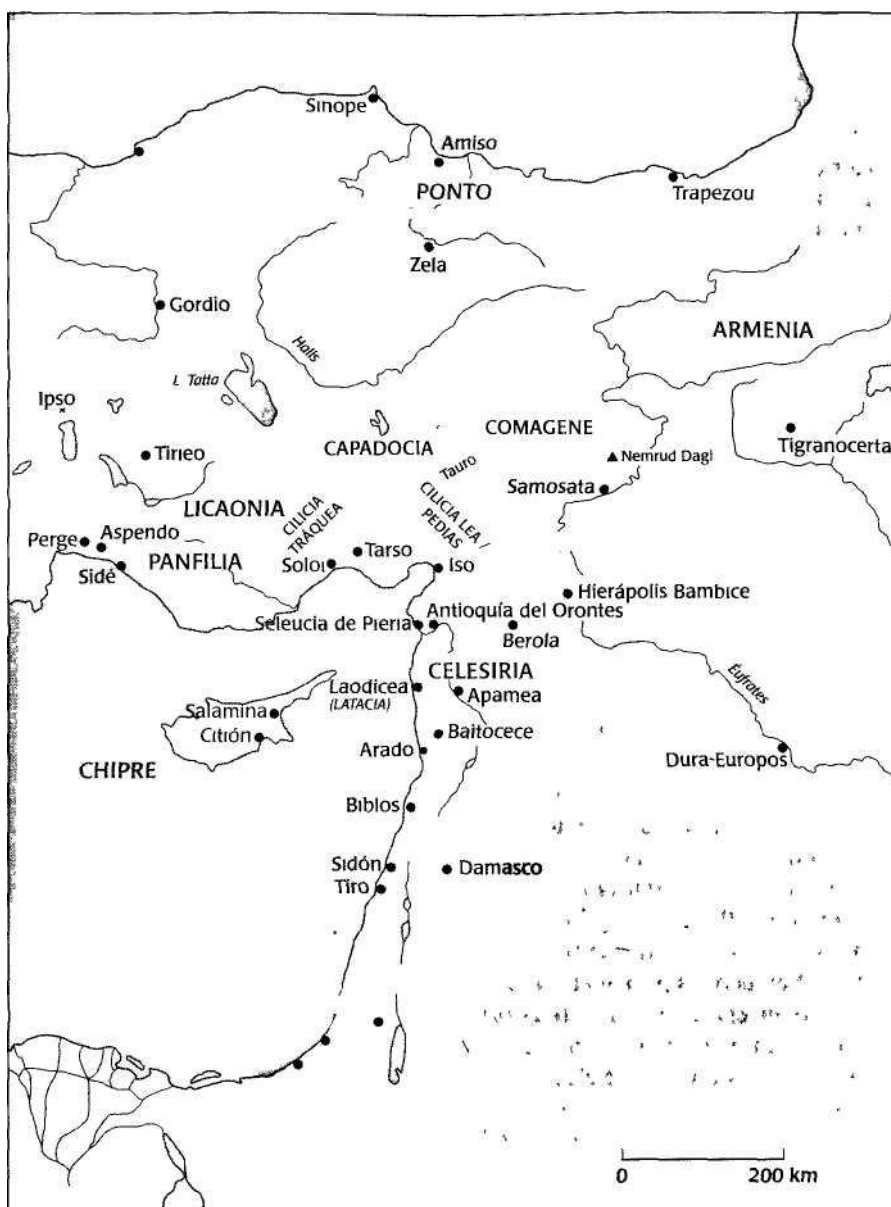 Sinope
Amiso
PONTO
Trapezou
Zela
Gordio
Halis
ARMENIA
L Tatta
Ipso
COMAGENE
CAPADOCIA
Tirieo
Tauro
Nemrud Dagi
Tigranocerta
Samosata
LICAONIA
CILICIA
TRÁQUEA
CILICIA LEA /
PEDIAS
Perge
Aspendo
PANFILIA
Sidé
Soloi
Tarso
Iso
Hierápolis Bambice
Seleucia de Pieria
Antioquía del Orontes
Berola
CELESIRIA
Éufrates
Laodicea
(LATACIA)
Apamea
Salamina
Citión
Baitocece
Arado
Dura-Europos
CHIPRE
Biblos
Sidón
Damasco
Tiro
0
200 km